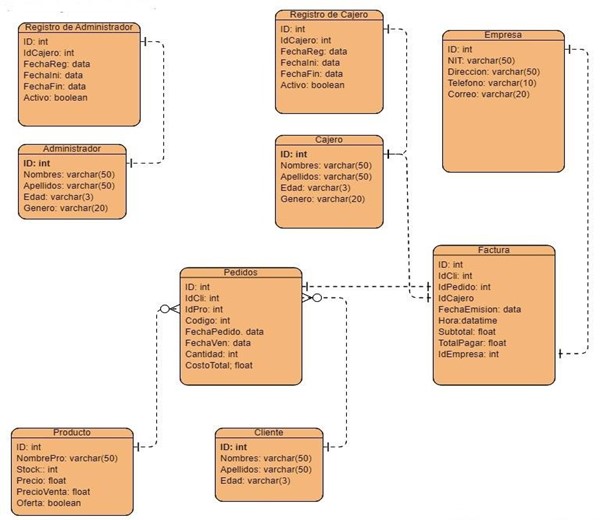 Registro de Administrador
ID: int
IdCajero: int
FechaReg: data
FechaIni: data
FechaFin: data
Activo: boolean
Registro de Cajero
ID: int
IdCajero: int
FechaReg: data
FechaIni: data
FechaFin: data
Activo: boolean
Empresa
ID: int
NIT: varchar(50)
Direccion: varchar(50)
Telefono: varchar(10)
Correo: varchar(20)
Administrador
ID: int
Nombres: varchar(50)
Apellidos: varchar(50)
Edad: varchar(3)
Genero: varchar(20)
Cajero
ID: int
Nombres: varchar(50)
Apellidos: varchar(50)
Edad: varchar(3)
Genero: varchar(20)
Pedidos
ID: int
IdCli: int
IdPro: int
Codigo: int
FechaPedido. data
FechaVen: data
Cantidad: int
CostoTotal; float
Factura
ID: int
IdCli: int
IdPedido: int
IdCajero
FechaEmision: data
Hora:datatime
Subtotal: float
TotalPagar: float
IdEmpresa: int
Producto
ID: int
NombrePro: varchar(50)
Stock:: int
Precio: float
PrecioVenta: float
Oferta: boolean
Cliente
ID: int
Nombres: varchar(50)
Apellidos: varchar(50)
Edad: varchar(3)